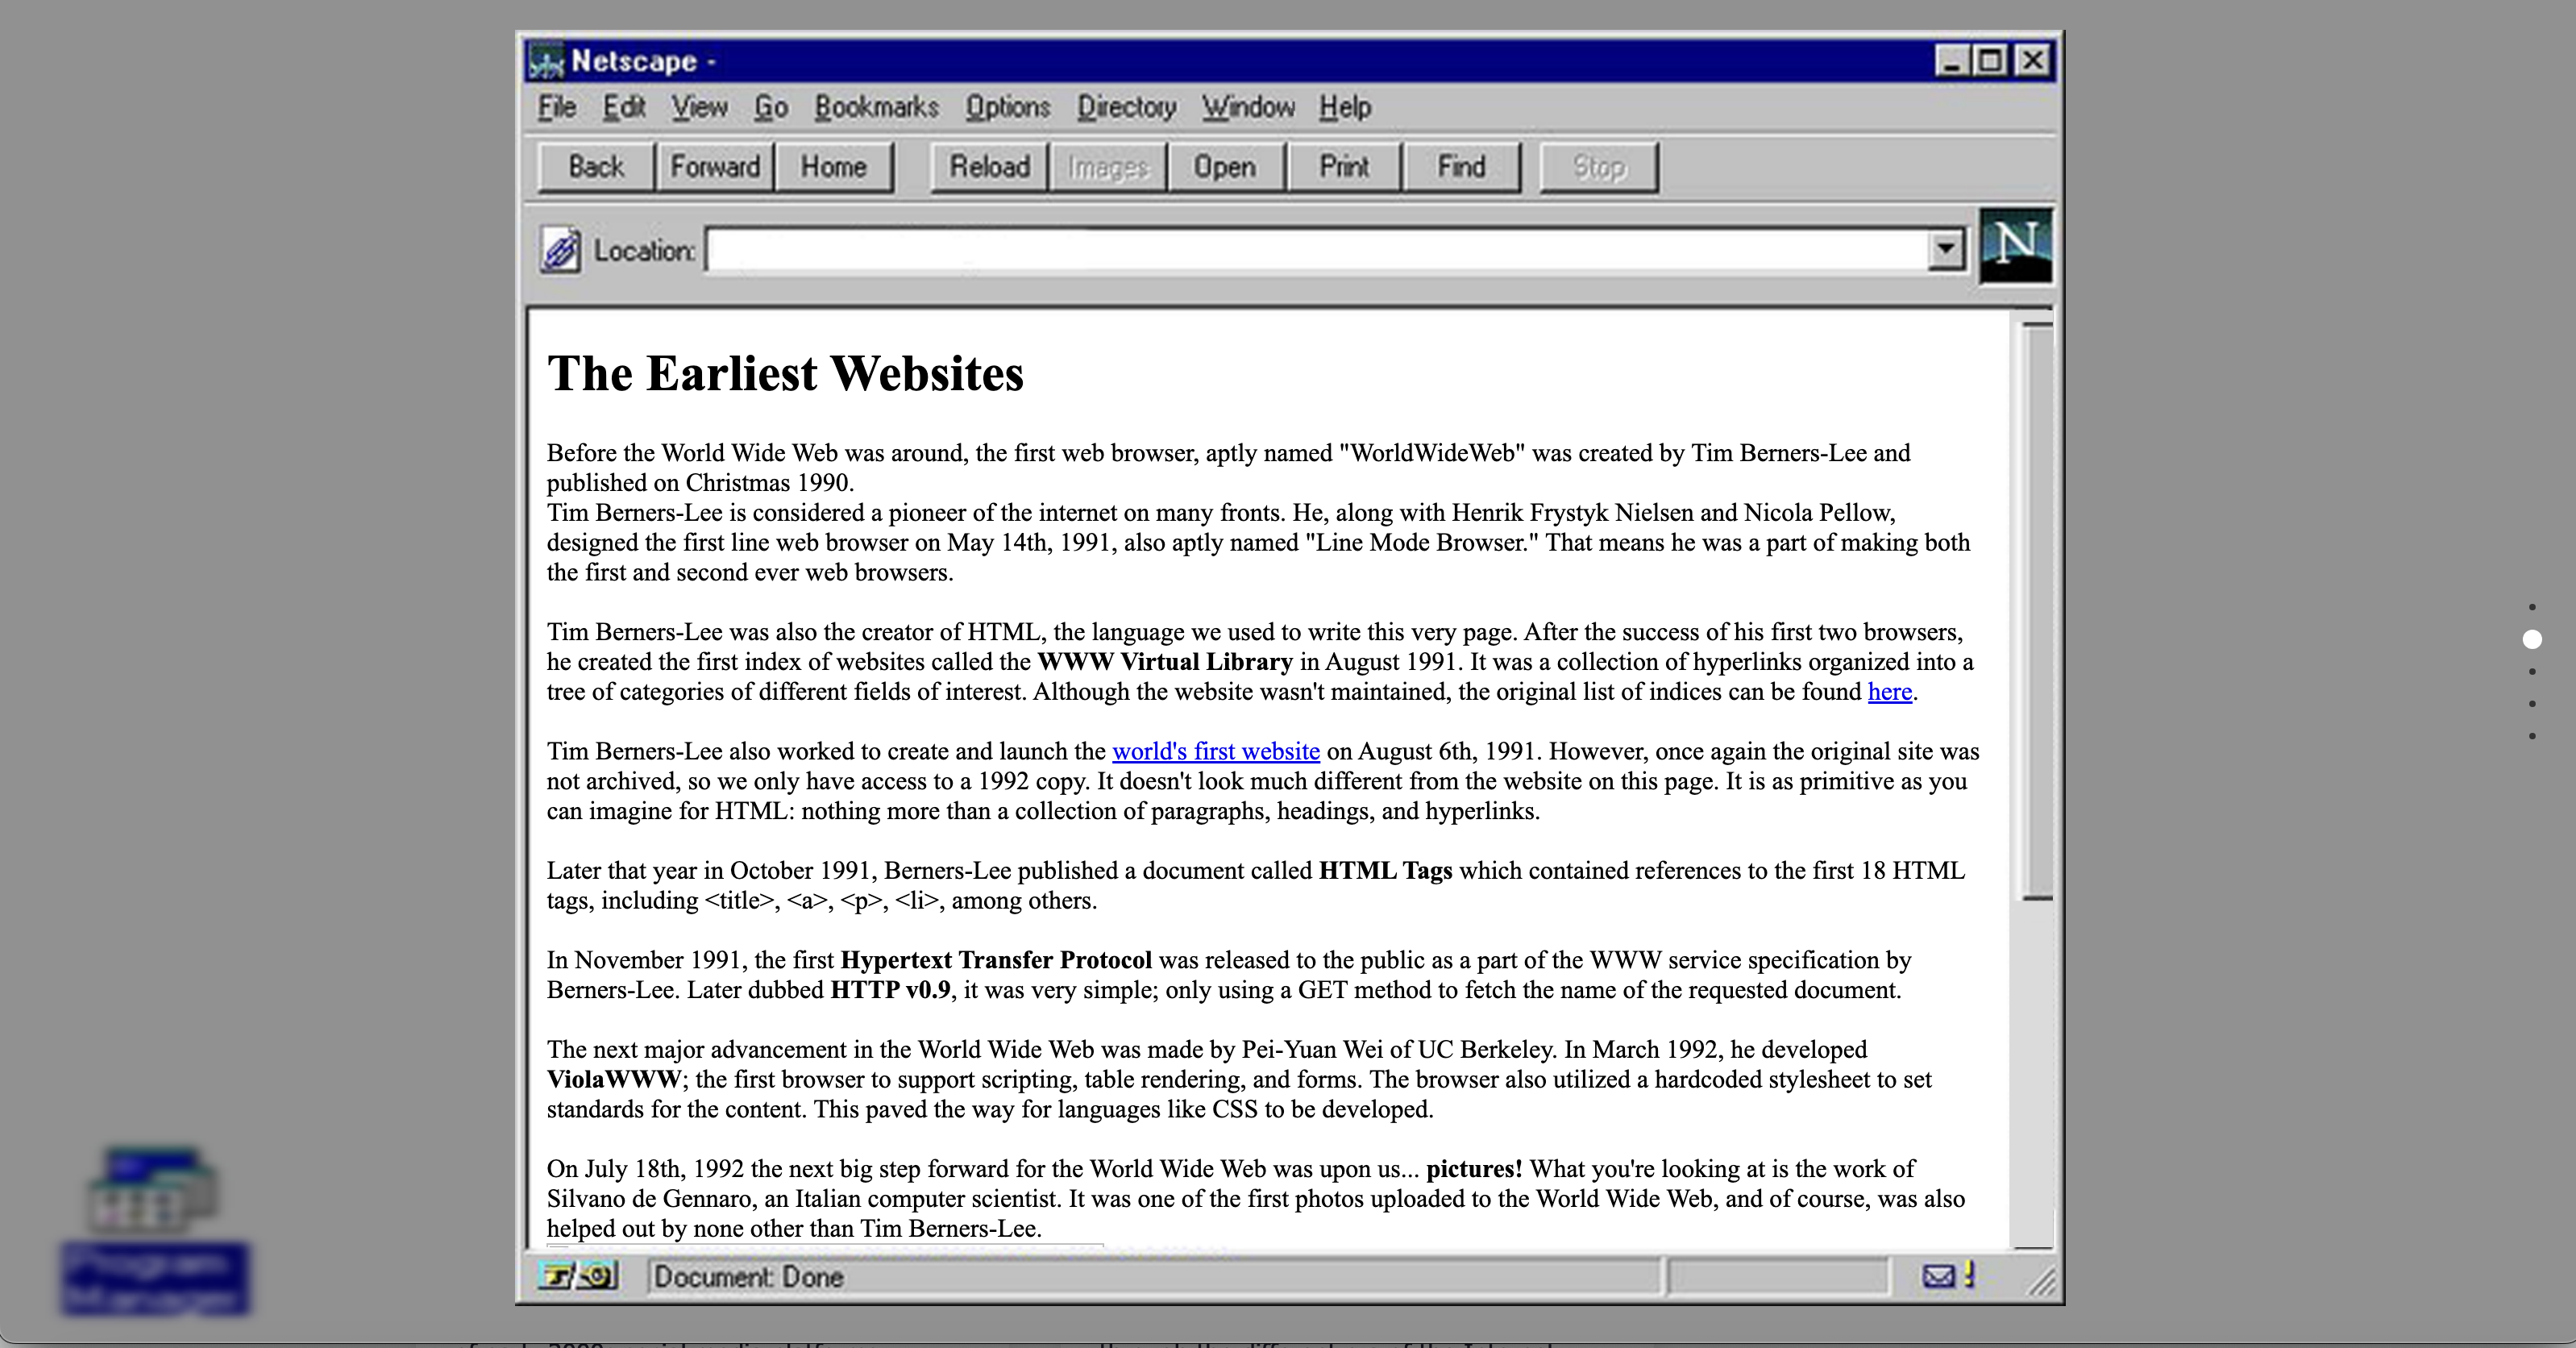 Netscape -
File Edit View Go Bookmarks Options Directory Window Help
Back Forward Home Reload Images Open Print Find Stop
Location:
N
The Earliest Websites
Before the World Wide Web was around, the first web browser, aptly named "WorldWideWeb" was created by Tim Berners-Lee and
published on Christmas 1990.
Tim Berners-Lee is considered a pioneer of the internet on many fronts. He, along with Henrik Frystyk Nielsen and Nicola Pellow,
designed the first line web browser on May 14th, 1991, also aptly named "Line Mode Browser." That means he was a part of making both
the first and second ever web browsers.
Tim Berners-Lee was also the creator of HTML, the language we used to write this very page. After the success of his first two browsers,
he created the first index of websites called the WWW Virtual Library in August 1991. It was a collection of hyperlinks organized into a
tree of categories of different fields of interest. Although the website wasn't maintained, the original list of indices can be found here.
Tim Berners-Lee also worked to create and launch the world's first website on August 6th, 1991. However, once again the original site was
not archived, so we only have access to a 1992 copy. It doesn't look much different from the website on this page. It is as primitive as you
can imagine for HTML: nothing more than a collection of paragraphs, headings, and hyperlinks.
Later that year in October 1991, Berners-Lee published a document called HTML Tags which contained references to the first 18 HTML
tags, including <title>, <a>, <p>, <li>, among others.
In November 1991, the first Hypertext Transfer Protocol was released to the public as a part of the WWW service specification by
Berners-Lee. Later dubbed HTTP v0.9, it was very simple; only using a GET method to fetch the name of the requested document.
The next major advancement in the World Wide Web was made by Pei-Yuan Wei of UC Berkeley. In March 1992, he developed
ViolaWWW; the first browser to support scripting, table rendering, and forms. The browser also utilized a hardcoded stylesheet to set
standards for the content. This paved the way for languages like CSS to be developed.
On July 18th, 1992 the next big step forward for the World Wide Web was upon us... pictures! What you're looking at is the work of
Silvano de Gennaro, an Italian computer scientist. It was one of the first photos uploaded to the World Wide Web, and of course, was also
helped out by none other than Tim Berners-Lee.
Document: Done
Program
Manager